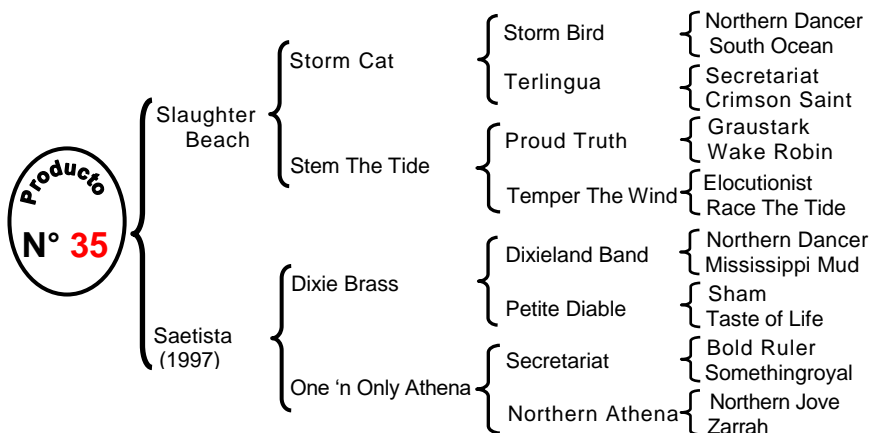 Producto
N° 35
Slaughter
Beach
Saetista
(1997)
Storm Cat
Stem The Tide
Dixie Brass
One ‘n Only Athena
Storm Bird
Terlingua
Proud Truth
Temper The Wind
Dixieland Band
Petite Diable
Secretariat
Northern Athena
Northern Dancer
South Ocean
Secretariat
Crimson Saint
Graustark
Wake Robin
Elocutionist
Race The Tide
Northern Dancer
Mississippi Mud
Sham
Taste of Life
Bold Ruler
Somethingroyal
Northern Jove
Zarrah